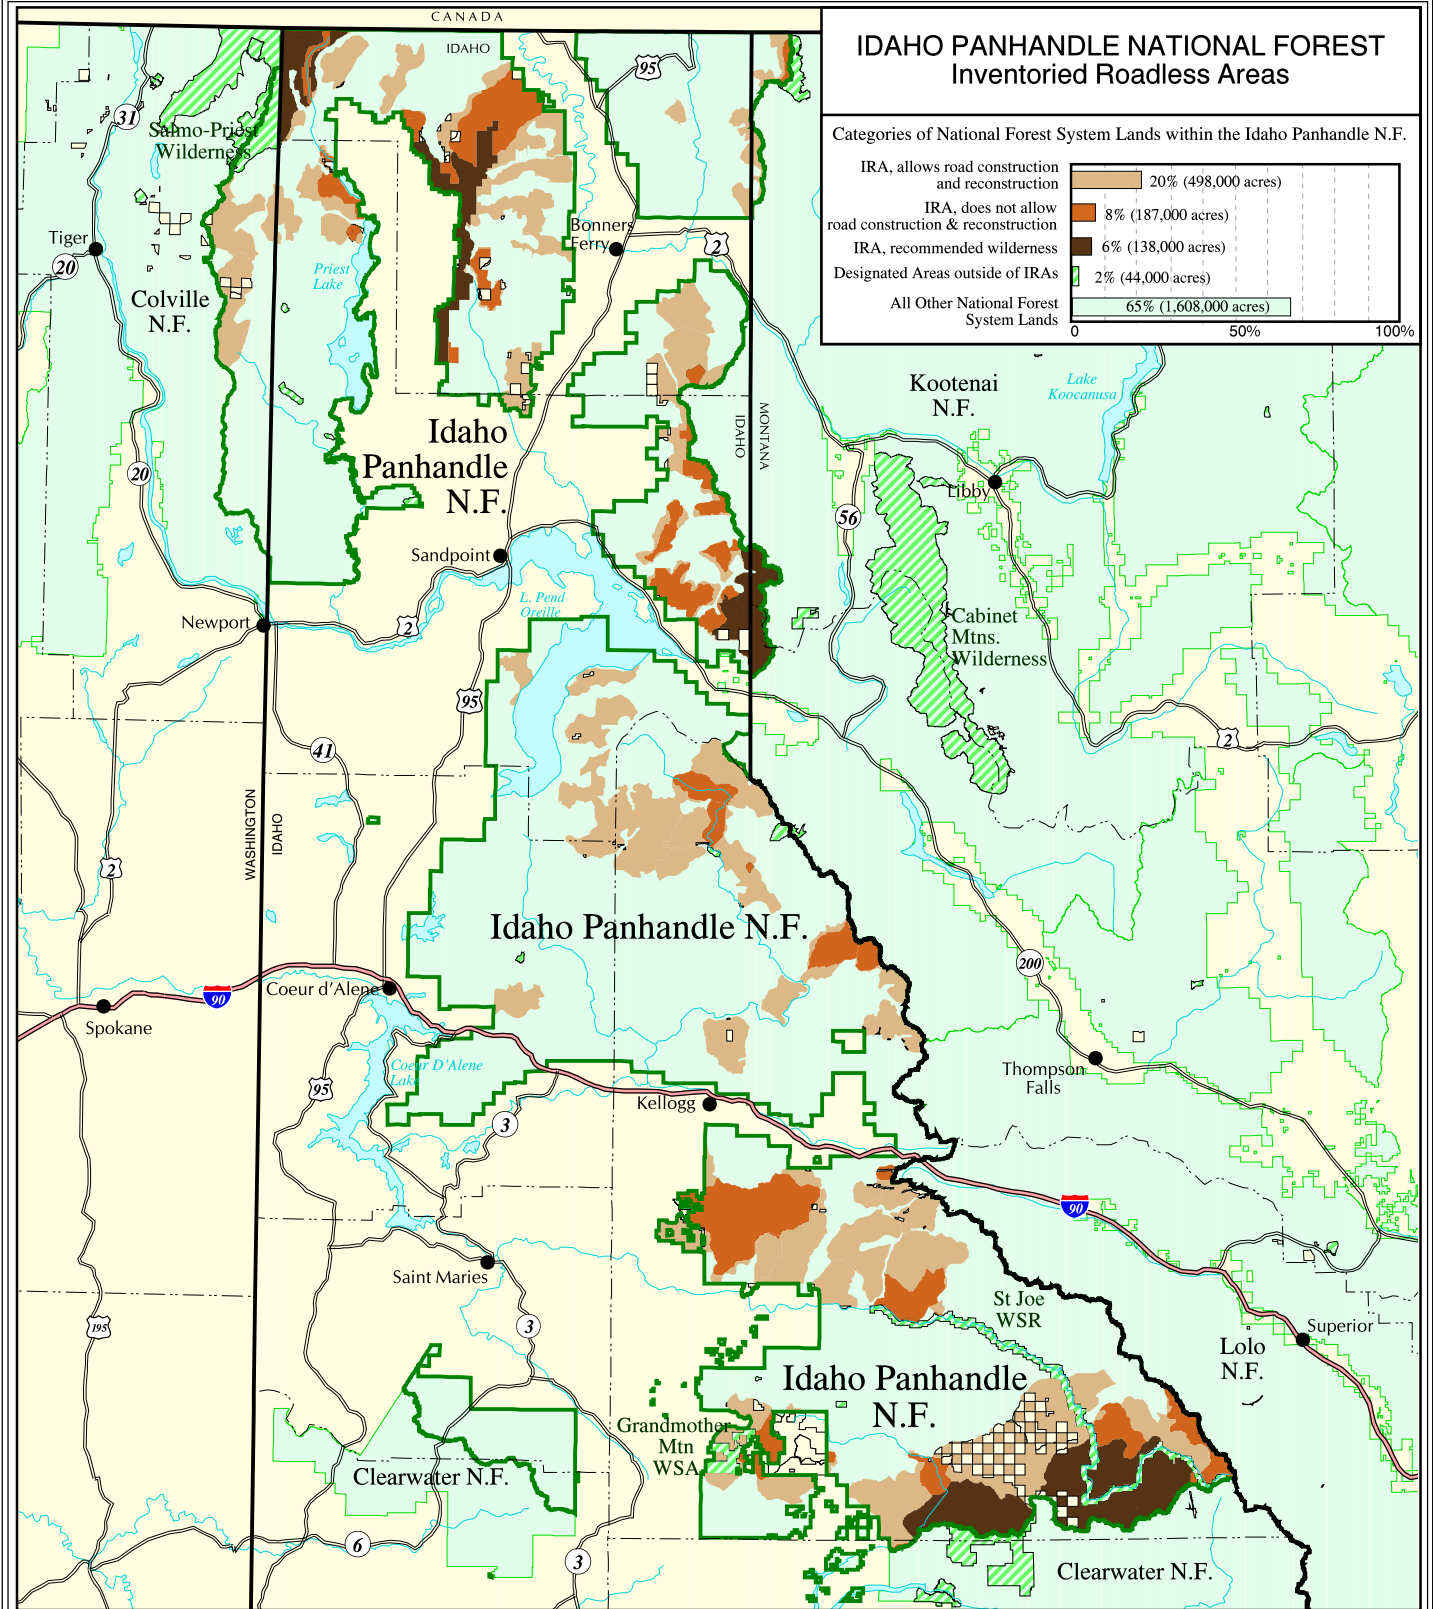 CANADA
IDAHO PANHANDLE NATIONAL FOREST
Inventoried Roadless Areas
Categories of National Forest System Lands within the Idaho Panhandle N.F.
IRA, allows road construction
and reconstruction
20% (498,000 acres)
IRA, does not allow
road construction & reconstruction
8% (187,000 acres)
IRA, recommended wilderness
6% (138,000 acres)
Designated Areas outside of IRAs
2% (44,000 acres)
All Other National Forest
System Lands
65% (1,608,000 acres)
0
50%
100%
IDAHO
95
31
Salmo-Priest
Wilderness
Bonners
Ferry
Tiger
2
20
Priest
Lake
Colville
N.F.
Kootenai
N.F.
Lake
Koocanusa
MONTANA
IDAHO
Idaho
Panhandle
N.F.
20
Libby
56
Sandpoint
L. Pend
Oreille
Newport
2
Cabinet
Mtns.
Wilderness
95
41
2
WASHINGTON
IDAHO
2
Idaho Panhandle N.F.
200
Coeur d'Alene
90
Spokane
Coeur D'Alene
Lake
Thompson
Falls
95
Kellogg
3
90
Saint Maries
St Joe
WSR
195
3
Superior
Lolo
N.F.
Idaho Panhandle
N.F.
Grandmother
Mtn
WSA
Clearwater N.F.
6
3
Clearwater N.F.